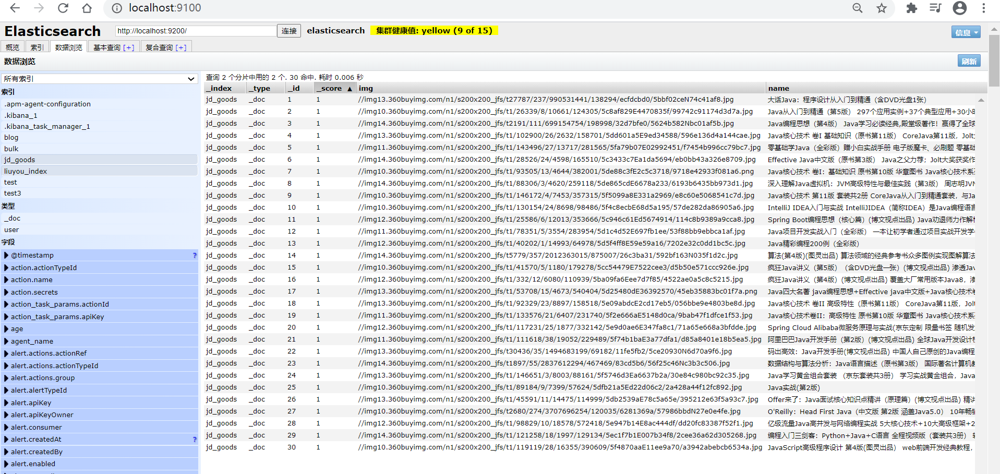 localhost:9100
Elasticsearch http://localhost:9200/ 连接 elasticsearch 集群健康值: yellow (9 of 15) 信息
概览 索引 数据浏览 基本查询 [+] 复合查询 [+]
数据浏览 刷新
所有索引
索引
.apm-agent-configuration
.kibana_1
.kibana_task_manager_1
blog
bulk
jd_goods
liuyou_index
test
test3
类型
_doc
user
字段
@timestamp ?
action.actionTypeId
action.name
action.secrets
action_task_params.actionId
action_task_params.apiKey
age
agent_name
alert.actions.actionRef
alert.actions.actionTypeId
alert.actions.group
alert.alertTypeId
alert.apiKey
alert.apiKeyOwner
alert.consumer
alert.createdAt ?
alert.createdBy
alert.enabled
查询 2 个分片中用的 2 个. 30 命中. 耗时 0.006 秒
_index _type _id _score ▲ img name
jd_goods _doc 1 1 //img13.360buyimg.com/n1/s200x200_jfs/t27787/237/990531441/138294/ecfdcbd0/5bbf02ceN74c41af8.jpg 大话Java：程序设计从入门到精通（含DVD光盘1张）
jd_goods _doc 2 1 //img10.360buyimg.com/n1/s200x200_jfs/t1/26339/8/10661/124305/5c8af829E4470835f/99742c91174d3d7a.jpg Java从入门到精通（第5版） 297个应用实例+37个典型应用+30小时
jd_goods _doc 3 1 //img14.360buyimg.com/n1/s200x200_jfs/t2191/111/699154754/198998/32d7bfe0/5624b582Nbc01af5b.jpg Java编程思想（第4版） Java学习必读经典,殿堂级著作！赢得了全球
jd_goods _doc 4 1 //img13.360buyimg.com/n1/s200x200_jfs/t1/102900/26/2632/158701/5dd601a5E9ed34588/596e136d4a144cae.jpg Java核心技术 卷I 基础知识（原书第11版） CoreJava第11版，Jolt
jd_goods _doc 5 1 //img11.360buyimg.com/n1/s200x200_jfs/t1/143496/27/13717/281565/5fa79b07E02992451/f7454b996cc79bc7.jpg 零基础学Java（全彩版）赠小白实战手册 电子版魔卡、必刷题 零基础
jd_goods _doc 6 1 //img14.360buyimg.com/n1/s200x200_jfs/t1/28526/24/4598/165510/5c3433c7Ea1da5694/eb0bb43a326e8709.jpg Effective Java中文版（原书第3版） Java之父力荐；Jolt大奖获奖作
jd_goods _doc 7 1 //img10.360buyimg.com/n1/s200x200_jfs/t1/93505/13/4644/382001/5de88c3fE2c5c3718/9718e42933f081a6.png Java核心技术 卷I：基础知识 原书第10版 华章图书 Java核心技术系
jd_goods _doc 8 1 //img14.360buyimg.com/n1/s200x200_jfs/t1/88306/3/4620/259118/5de865cdE6678a233/6193b6435bb973d1.jpg 深入理解Java虚拟机：JVM高级特性与最佳实践（第3版） 周志明JVM
jd_goods _doc 9 1 //img10.360buyimg.com/n1/s200x200_jfs/t1/146172/4/7453/357315/5f5099a8E331a2969/e8c60e5068541c7d.jpg Java核心技术 第11版 套装共2册 CoreJava从入门到精通套装，与Ja
jd_goods _doc 10 1 //img10.360buyimg.com/n1/s200x200_jfs/t1/130154/24/8698/98486/5f4c8ecbE68d5a195/57de282da86905a6.jpg IntelliJ IDEA入门与实战 IntelliJIDEA（简称IDEA）是Java编程语言
jd_goods _doc 11 1 //img12.360buyimg.com/n1/s200x200_jfs/t1/25586/6/12013/353666/5c946c61Ed5674914/114c8b9389a9cca8.jpg Spring Boot编程思想（核心篇）(博文视点出品) Java劝退师力作解析
jd_goods _doc 12 1 //img11.360buyimg.com/n1/s200x200_jfs/t1/78351/5/3554/283954/5d1c4d52E697fb1ee/53f88bb9ebbca1af.jpg Java项目开发实战入门（全彩版） 一本让初学者通过项目实战开发学
jd_goods _doc 13 1 //img12.360buyimg.com/n1/s200x200_jfs/t1/40202/1/14993/64978/5d5f4ff8E59e59a16/7202e32c0dd1bc5c.jpg Java精彩编程200例（全彩版）
jd_goods _doc 14 1 //img14.360buyimg.com/n1/s200x200_jfs/t5779/357/2012363015/875007/26c3ba31/592bf163N035f1d2c.jpg 算法(第4版)(图灵出品) 算法领域的经典参考书众多图例实现图解算法
jd_goods _doc 15 1 //img10.360buyimg.com/n1/s200x200_jfs/t1/41570/5/1180/179278/5cc54479E7522cee3/d5b50e571ccc926e.jpg 疯狂Java讲义（第5版）（含DVD光盘一张）(博文视点出品) 渗透Jav
jd_goods _doc 16 1 //img12.360buyimg.com/n1/s200x200_jfs/t1/332/12/6080/110939/5ba09fa6Eee7d7f85/4522ae0a5c8c5215.jpg 疯狂Java讲义（第4版）(博文视点出品) 覆盖大厂常用版本Java8，渗
jd_goods _doc 17 1 //img13.360buyimg.com/n1/s200x200_jfs/t1/53708/15/4673/540404/5d25480dE36392570/45eb35883bc01f7a.png Java四大名著 java编程思想+Effective java中文版+Java核心技术卷
jd_goods _doc 18 1 //img13.360buyimg.com/n1/s200x200_jfs/t1/92329/23/8897/158518/5e09abdcE2cd17eb5/056bbe9e4803be8d.jpg Java核心技术 卷II 高级特性（原书第11版） CoreJava第11版，Jolt
jd_goods _doc 19 1 //img11.360buyimg.com/n1/s200x200_jfs/t1/133576/21/6407/231740/5f2e666aE5148d0ca/9bab47f1dfce1f53.jpg Java核心技术卷II：高级特性 原书第10版 华章图书 Java核心技术系
jd_goods _doc 20 1 //img12.360buyimg.com/n1/s200x200_jfs/t1/117231/25/1877/332142/5e9d0ae6E347fa8c1/71a65e668a3bfdde.jpg Spring Cloud Alibaba微服务原理与实战(京东定制 限量书签 随机发
jd_goods _doc 21 1 //img11.360buyimg.com/n1/s200x200_jfs/t1/111618/38/19052/229489/5f74b1baE3a77dfa1/d85a8401e18b5ea5.jpg 阿里巴巴Java开发手册（第2版）(博文视点出品) 全球Java开发设计
jd_goods _doc 22 1 //img13.360buyimg.com/n1/s200x200_jfs/t30436/35/1494683199/69182/11fe5fb2/5ce20930N6d70a9f6.jpg 码出高效：Java开发手册(博文视点出品) 中国人自己原创的Java编程
jd_goods _doc 23 1 //img14.360buyimg.com/n1/s200x200_jfs/t1897/55/2837612294/467469/83cd5b6/56f25c46Nc3b3c506.jpg 数据结构与算法分析：Java语言描述（原书第3版） 国际著名计算机教
jd_goods _doc 24 1 //img13.360buyimg.com/n1/s200x200_jfs/t1/146651/3/8003/88161/5f5746d3Ea6637b2a/30e84c980bc92c35.jpg Java学习黄金组合套装 （京东套装共3册） 学习实战黄金组合，Java
jd_goods _doc 25 1 //img10.360buyimg.com/n1/s200x200_jfs/t1/89184/9/7399/57624/5dfb21a5Ed22d06c2/2a428a44f12fc892.jpg Java实战(第2版)
jd_goods _doc 26 1 //img10.360buyimg.com/n1/s200x200_jfs/t1/45591/11/14475/114999/5db2539aE78c5a65e/395212e63f5a93c7.jpg Offer来了：Java面试核心知识点精讲（原理篇）(博文视点出品) 精讲
jd_goods _doc 27 1 //img10.360buyimg.com/n1/s200x200_jfs/t2680/274/3707696254/120035/6281369a/57986bbdN27e0e4fe.jpg O'Reilly：Head First Java（中文版 第2版 涵盖Java5.0） 10年畅销
jd_goods _doc 28 1 //img12.360buyimg.com/n1/s200x200_jfs/t1/98829/10/18578/572418/5e947b14E8ac444df/dd20fc83387f52f1.jpg 亿级流量Java高并发与网络编程实战 5大核心技术+10大高级框架+2
jd_goods _doc 29 1 //img14.360buyimg.com/n1/s200x200_jfs/t1/121258/18/1997/129134/5ec1f7b1E007b34f8/2cee36a62d305268.jpg 编程入门三剑客：Python+Java+C语言 全程视频版（套装共3册）
jd_goods _doc 30 1 //img10.360buyimg.com/n1/s200x200_jfs/t1/119119/28/16355/390609/5f4870aaE11ee9a70/a3942abebcb6534a.jpg JavaScript高级程序设计 第4版(图灵出品） web前端开发经典教程，